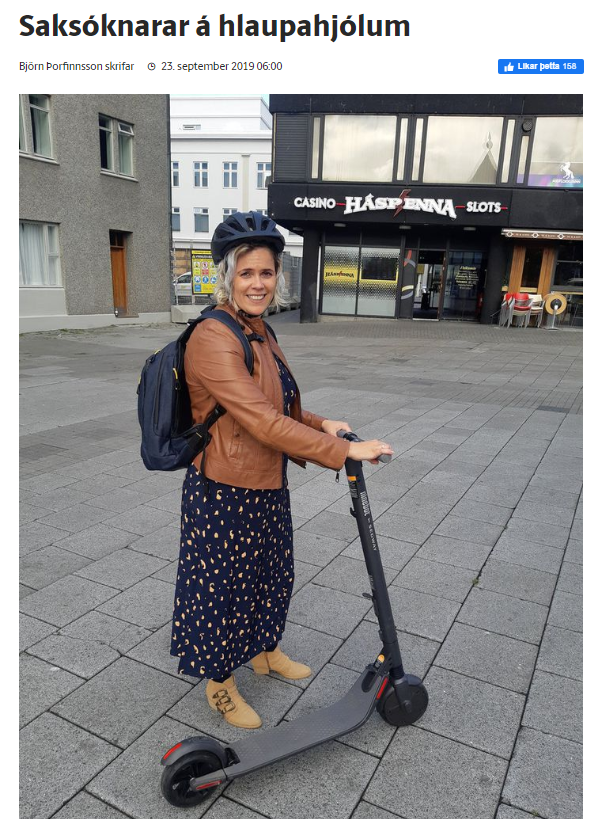 Saksóknarar á hlaupahjólum
Björn Þorfinnsson skrifar 23. september 2019 06:00
Líkar þetta 158
CASINO HÁSPENNA SLOTS
HÁSPENNA